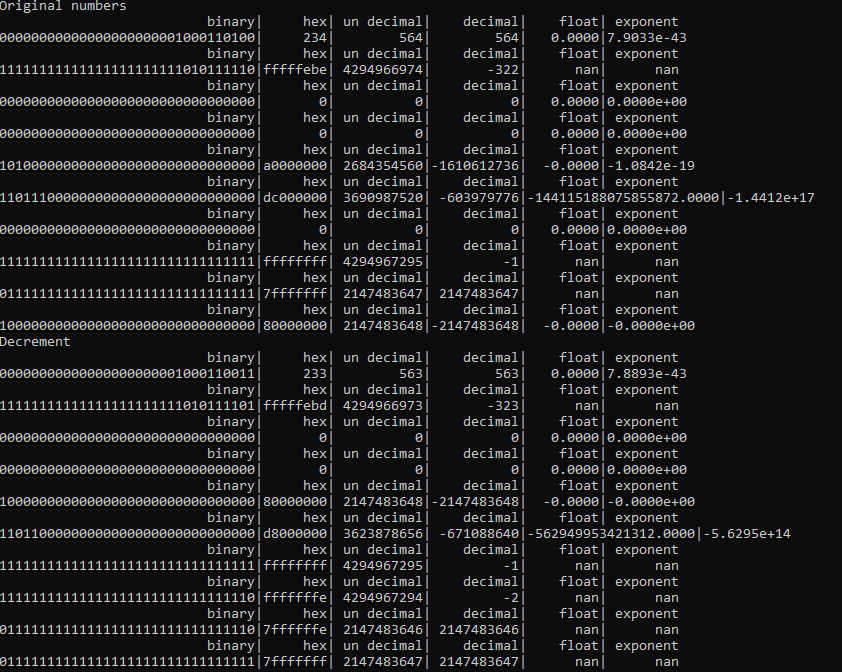 Original numbers
binary| hex| un decimal| decimal| float| exponent
00000000000000000000001000110100| 234| 564| 564| 0.0000|7.9033e-43
binary| hex| un decimal| decimal| float| exponent
11111111111111111111111010111110|fffffebe| 4294966974| -322| nan| nan
binary| hex| un decimal| decimal| float| exponent
00000000000000000000000000000000| 0| 0| 0| 0.0000|0.0000e+00
binary| hex| un decimal| decimal| float| exponent
00000000000000000000000000000000| 0| 0| 0| 0.0000|0.0000e+00
binary| hex| un decimal| decimal| float| exponent
10100000000000000000000000000000|a0000000| 2684354560|-1610612736| -0.0000|-1.0842e-19
binary| hex| un decimal| decimal| float| exponent
11011100000000000000000000000000|dc000000| 3690987520| -603979776|-144115188075855872.0000|-1.4412e+17
binary| hex| un decimal| decimal| float| exponent
00000000000000000000000000000000| 0| 0| 0| 0.0000|0.0000e+00
binary| hex| un decimal| decimal| float| exponent
11111111111111111111111111111111|ffffffff| 4294967295| -1| nan| nan
binary| hex| un decimal| decimal| float| exponent
01111111111111111111111111111111|7fffffff| 2147483647| 2147483647| nan| nan
binary| hex| un decimal| decimal| float| exponent
10000000000000000000000000000000|80000000| 2147483648|-2147483648| -0.0000|-0.0000e+00
Decrement
binary| hex| un decimal| decimal| float| exponent
00000000000000000000001000110011| 233| 563| 563| 0.0000|7.8893e-43
binary| hex| un decimal| decimal| float| exponent
11111111111111111111111010111101|fffffebd| 4294966973| -323| nan| nan
binary| hex| un decimal| decimal| float| exponent
00000000000000000000000000000000| 0| 0| 0| 0.0000|0.0000e+00
binary| hex| un decimal| decimal| float| exponent
00000000000000000000000000000000| 0| 0| 0| 0.0000|0.0000e+00
binary| hex| un decimal| decimal| float| exponent
10000000000000000000000000000000|80000000| 2147483648|-2147483648| -0.0000|-0.0000e+00
binary| hex| un decimal| decimal| float| exponent
11011000000000000000000000000000|d8000000| 3623878656| -671088640|-562949953421312.0000|-5.6295e+14
binary| hex| un decimal| decimal| float| exponent
11111111111111111111111111111111|ffffffff| 4294967295| -1| nan| nan
binary| hex| un decimal| decimal| float| exponent
11111111111111111111111111111110|fffffffe| 4294967294| -2| nan| nan
binary| hex| un decimal| decimal| float| exponent
01111111111111111111111111111110|7ffffffe| 2147483646| 2147483646| nan| nan
binary| hex| un decimal| decimal| float| exponent
01111111111111111111111111111111|7fffffff| 2147483647| 2147483647| nan| nan